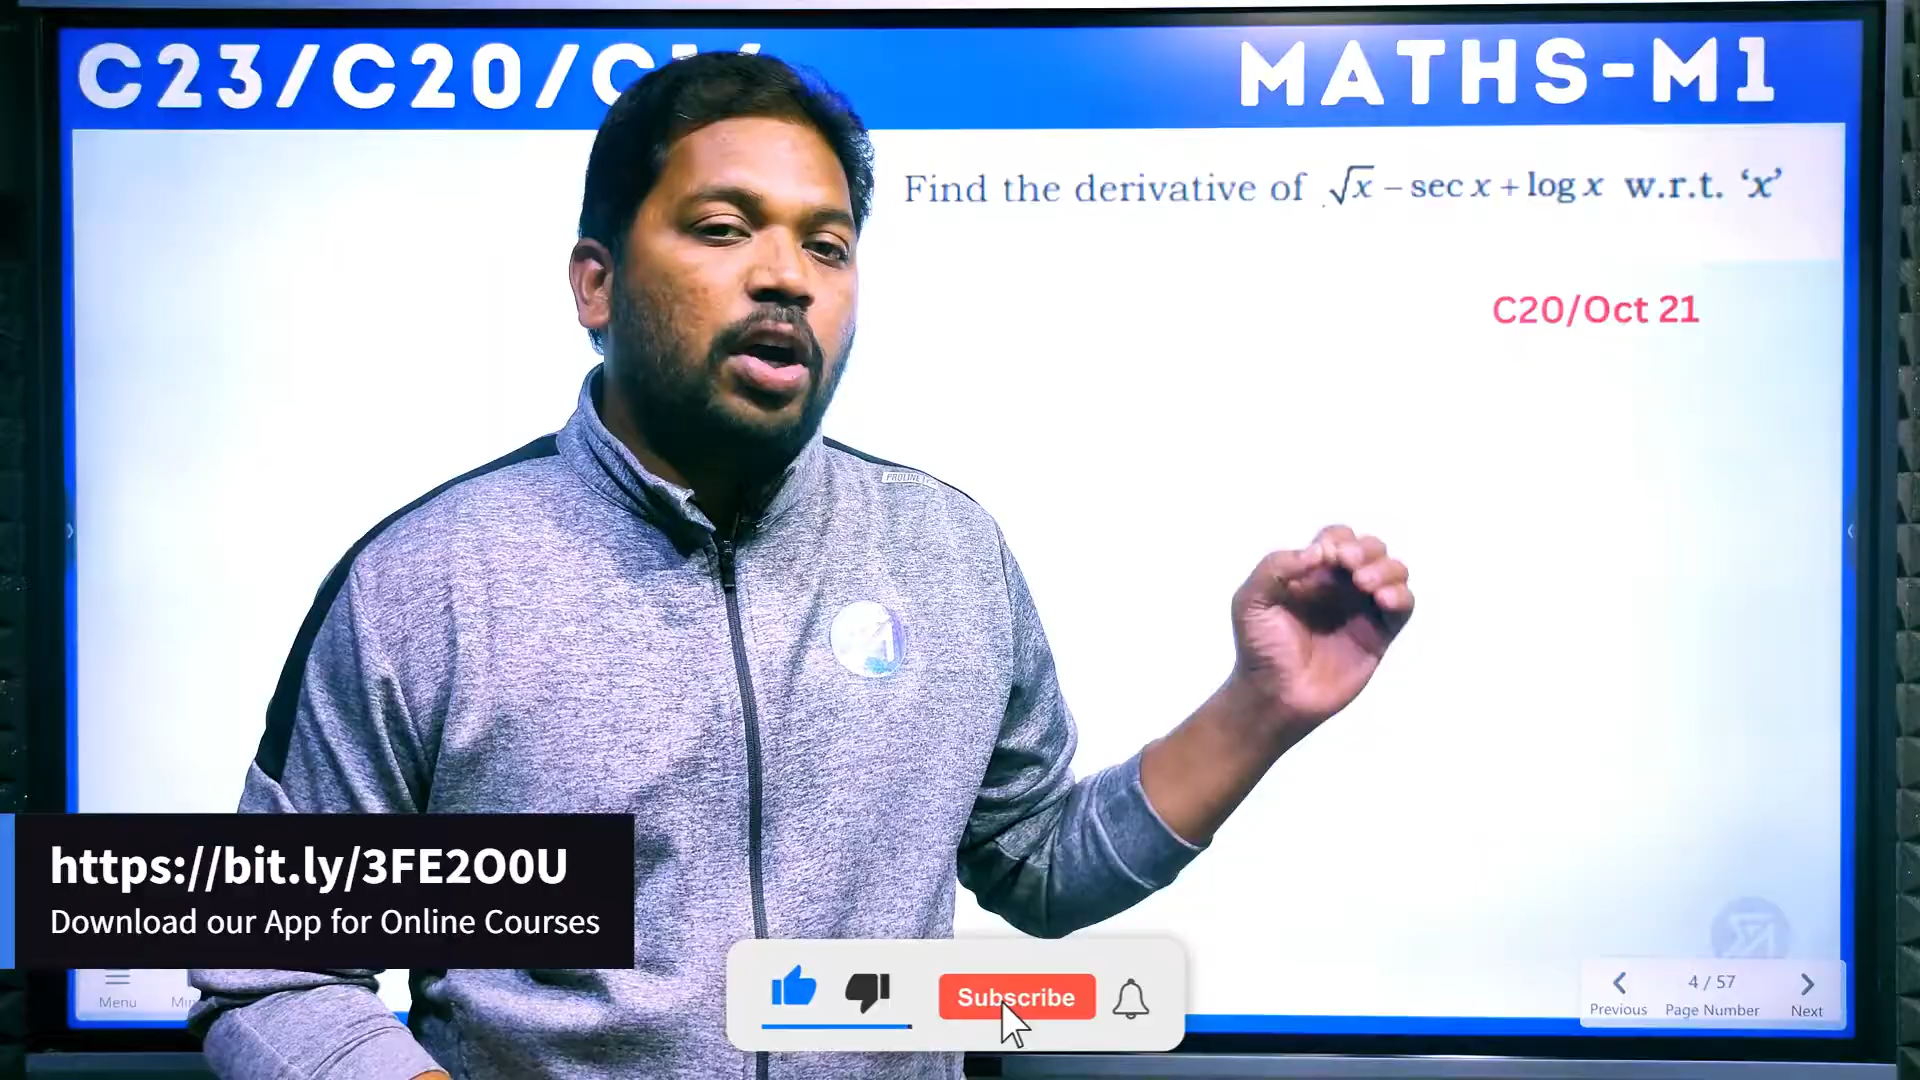 C23/C20/C
MATHS-M1
Find the derivative of √x – sec x + log x w.r.t. ‘x’
C20/Oct 21
PROLINE
https://bit.ly/3FE2O0U
Download our App for Online Courses
Subscribe
Menu
4 / 57
Previous
Page Number
Next